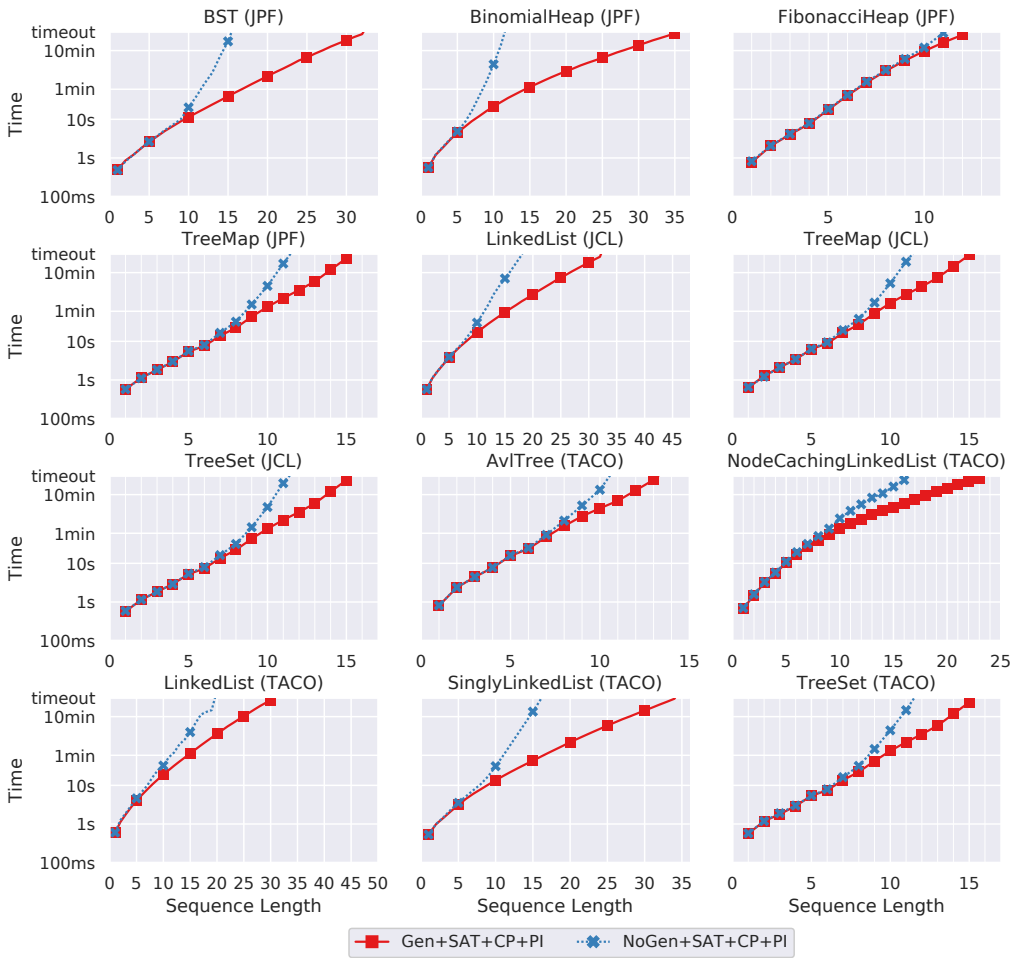 BST (JPF)
BinomialHeap (JPF)
FibonacciHeap (JPF)
timeout
10min
1min
10s
1s
100ms
Time
0 5 10 15 20 25 30
0 5 10 15 20 25 30 35
0 5 10
TreeMap (JPF)
LinkedList (JCL)
TreeMap (JCL)
timeout
10min
1min
10s
1s
100ms
Time
0 5 10 15
0 5 10 15 20 25 30 35 40 45
0 5 10 15
TreeSet (JCL)
AvlTree (TACO)
NodeCachingLinkedList (TACO)
timeout
10min
1min
10s
1s
100ms
Time
0 5 10 15
0 5 10 15
0 5 10 15 20 25
LinkedList (TACO)
SinglyLinkedList (TACO)
TreeSet (TACO)
timeout
10min
1min
10s
1s
100ms
Time
0 5 10 15 20 25 30 35 40 45 50
0 5 10 15 20 25 30 35
0 5 10 15
Sequence Length
Sequence Length
Sequence Length
Gen+SAT+CP+PI
NoGen+SAT+CP+PI